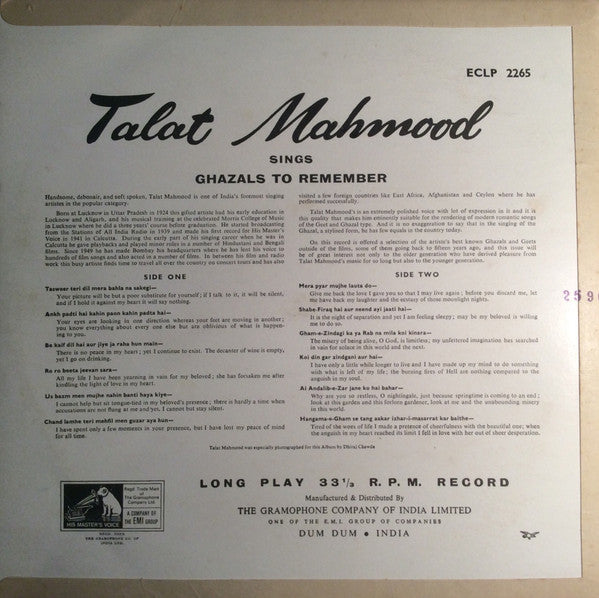 ECLP 2265
Talat Mahmood
SINGS
GHAZALS TO REMEMBER
Handsome, debonair, and soft spoken, Talat Mahmood is one of India's foremost singing
artistes in the popular category.
Born at Lucknow in Uttar Pradesh in 1924 this gifted artiste had his early education in
Lucknow and Aligarh, and his musical training at the celebrated Morris College of Music
in Lucknow where he did a three years' course before graduation. He started broadcasting
from the Stations of All India Radio in 1939 and made his first record for His Master's
Voice in 1941 in Calcutta. During the early part of his singing career when he was in
Calcutta he gave playbacks and played minor roles in a number of Hindustani and Bengali
films. Since 1949 he has made Bombay his headquarters where he has lent his voice to
hundreds of film songs and also acted in a number of films. In between his film and radio
work this busy artiste finds time to travel all over the country on concert tours and has also
visited a few foreign countries like East Africa, Afghanistan and Ceylon where he has
performed successfully.
Talat Mahmood's is an extremely polished voice with lot of expression in it and it is
this quality that makes him eminently suitable for the rendering of modern romantic songs
of the Geet and Ghazal type. And it is no exaggeration to say that in the singing of the
Ghazal, a stylised form, he has few equals in the country today.
On this record is offered a selection of the artiste's best known Ghazals and Geets
outside of the films, some of them going back to fifteen years ago, and this issue will
be of great interest not only to the elder generation who have derived pleasure from
Talat Mahmood's music for so long but also to the younger generation.
SIDE ONE
Tasweer teri dil mera bahla na sakegi—
Your picture will be but a poor substitute for yourself; if I talk to it, it will be silent,
and if I hold it against my heart it will say nothing.
Ankh padti hai kahin paon kahin padta hai—
Your eyes are looking in one direction whereas your feet are moving in another;
you know everything about every one else but are oblivious of what is happen-
ing to you.
Be kaif dil hai aur jiye ja raha hun main—
There is no peace in my heart; yet I continue to exist. The decanter of wine is empty,
yet I go on drinking.
Ro ro beeta jeevan sara—
All my life I have been yearning in vain for my beloved; she has forsaken me after
kindling the light of love in my heart.
Us bazm men mujhe nahin banti haya kiye—
I cannot help but sit tongue-tied in my beloved's presence; there is hardly a time when
accusations are not flung at me and yet, I cannot but stay silent.
Chand lamhe teri mahfil men guzar aya hun—
I have spent only a few moments in your presence, but I have lost my peace of mind
for all time.
SIDE TWO
Mera pyar mujhe lauta do—
Give me back the love I gave you so that I may live again; before you discard me, let
me have back my laughter and the ecstasy of those moonlight nights.
Shabe-Firaq hai aur neend ayi jaati hai—
It is the night of separation and yet I am feeling sleepy; may be my beloved is willing
me to do so.
Gham-e-Zindagi ka ya Rab na mila koi kinara—
The misery of being alive, O God, is limitless; my unfettered imagination has searched
in vain for solace in this world and the next.
Koi din gar zindgani aur hai—
I have only a little while longer to live and I have made up my mind to do something
with what is left of my life; the burning fires of Hell are nothing compared to the
anguish in my soul.
Ai Andalib-e-Zar jane ko hai bahar—
Why are you so restless, O nightingale, just because springtime is coming to an end;
look at this garden and this forlorn gardener, look at me and the unabounding misery
in this world.
Hangama-e-Gham se tang aakar izhar-i-masarrat kar baithe—
Tired of the woes of life I made a pretence of cheerfulness with the beautiful one; when
the anguish in my heart reached its limit I fell in love with her out of sheer desperation.
259
Talat Mahmood was especially photographed for this Album by Dhiraj Chawda
LONG PLAY 33⅓ R.P.M. RECORD
Manufactured & Distributed By
THE GRAMOPHONE COMPANY OF INDIA LIMITED
ONE OF THE E.M.I. GROUP OF COMPANIES
DUM DUM • INDIA
HIS MASTER'S VOICE
Regd. Trade Mark
of
The Gramophone
Company Ltd.
A COMPANY OF
THE EMI GROUP
REGD. USER
THE GRAMOPHONE CO. OF
INDIA LTD.